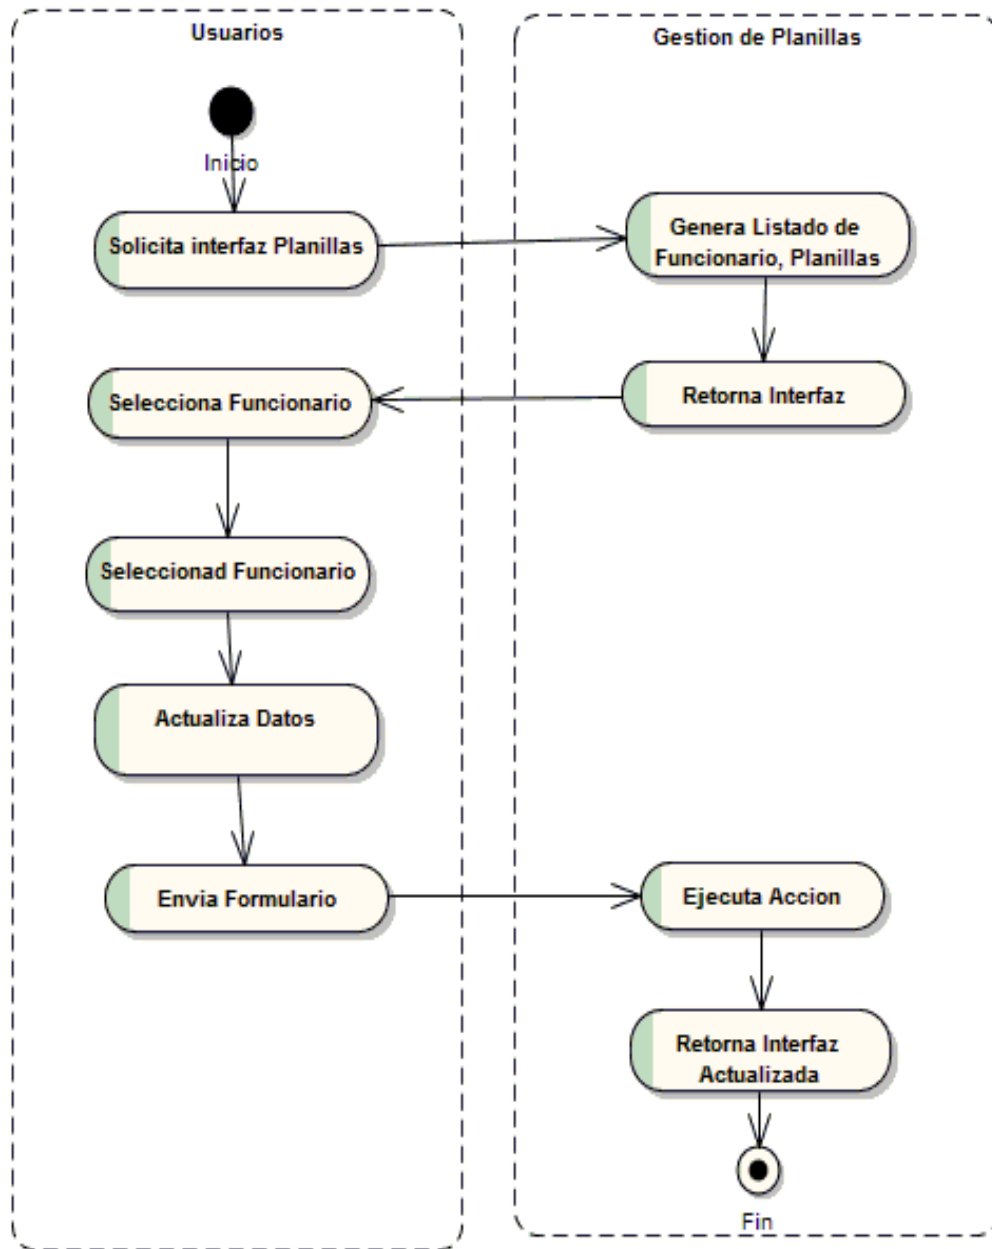 Usuarios
Gestion de Planillas
Inicio
Solicita interfaz Planillas
Genera Listado de
Funcionario, Planillas
Selecciona Funcionario
Retorna Interfaz
Seleccionad Funcionario
Actualiza Datos
Envia Formulario
Ejecuta Accion
Retorna Interfaz
Actualizada
Fin